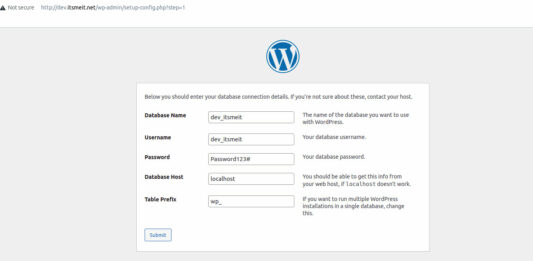 Not secure http://dev.itsmeit.net/wp-admin/setup-config.php?step=1
Below you should enter your database connection details. If you're not sure about these, contact your host.
Database Name dev_itsmeit The name of the database you want to use
with WordPress.
Username dev_itsmeit Your database username.
Password Password123# Your database password.
Database Host localhost You should be able to get this info from
your web host, if localhost doesn't work.
Table Prefix wp_ If you want to run multiple WordPress
installations in a single database, change
this.
Submit